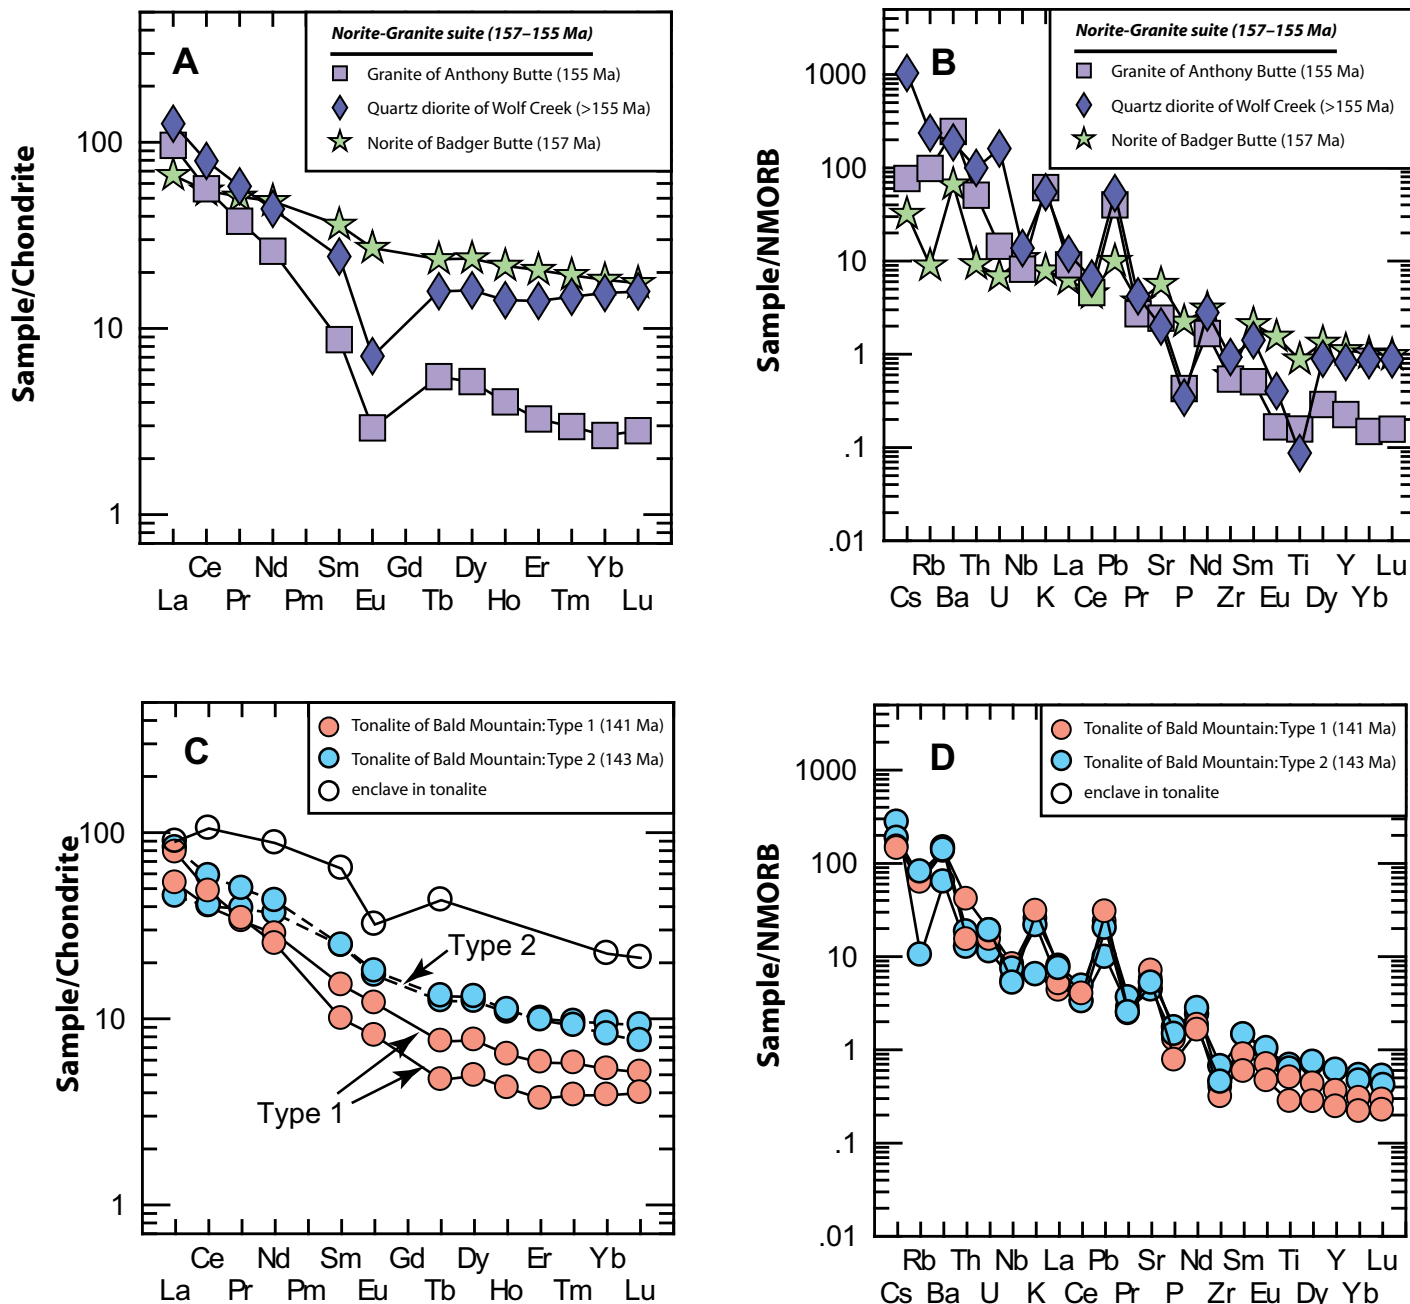 A
Norite-Granite suite (157–155 Ma)
Granite of Anthony Butte (155 Ma)
Quartz diorite of Wolf Creek (>155 Ma)
Norite of Badger Butte (157 Ma)
Sample/Chondrite
100
10
1
Ce Nd Sm Gd Dy Er Yb
La Pr Pm Eu Tb Ho Tm Lu
B
Norite-Granite suite (157–155 Ma)
Granite of Anthony Butte (155 Ma)
Quartz diorite of Wolf Creek (>155 Ma)
Norite of Badger Butte (157 Ma)
Sample/NMORB
1000
100
10
1
.1
.01
Rb Th Nb La Pb Sr Nd Sm Ti Y Lu
Cs Ba U K Ce Pr P Zr Eu Dy Yb
C
Tonalite of Bald Mountain: Type 1 (141 Ma)
Tonalite of Bald Mountain: Type 2 (143 Ma)
enclave in tonalite
Sample/Chondrite
100
10
1
Type 2
Type 1
Ce Nd Sm Gd Dy Er Yb
La Pr Pm Eu Tb Ho Tm Lu
D
Tonalite of Bald Mountain: Type 1 (141 Ma)
Tonalite of Bald Mountain: Type 2 (143 Ma)
enclave in tonalite
Sample/NMORB
1000
100
10
1
0.1
.01
Rb Th Nb La Pb Sr Nd Sm Ti Y Lu
Cs Ba U K Ce Pr P Zr Eu Dy Yb